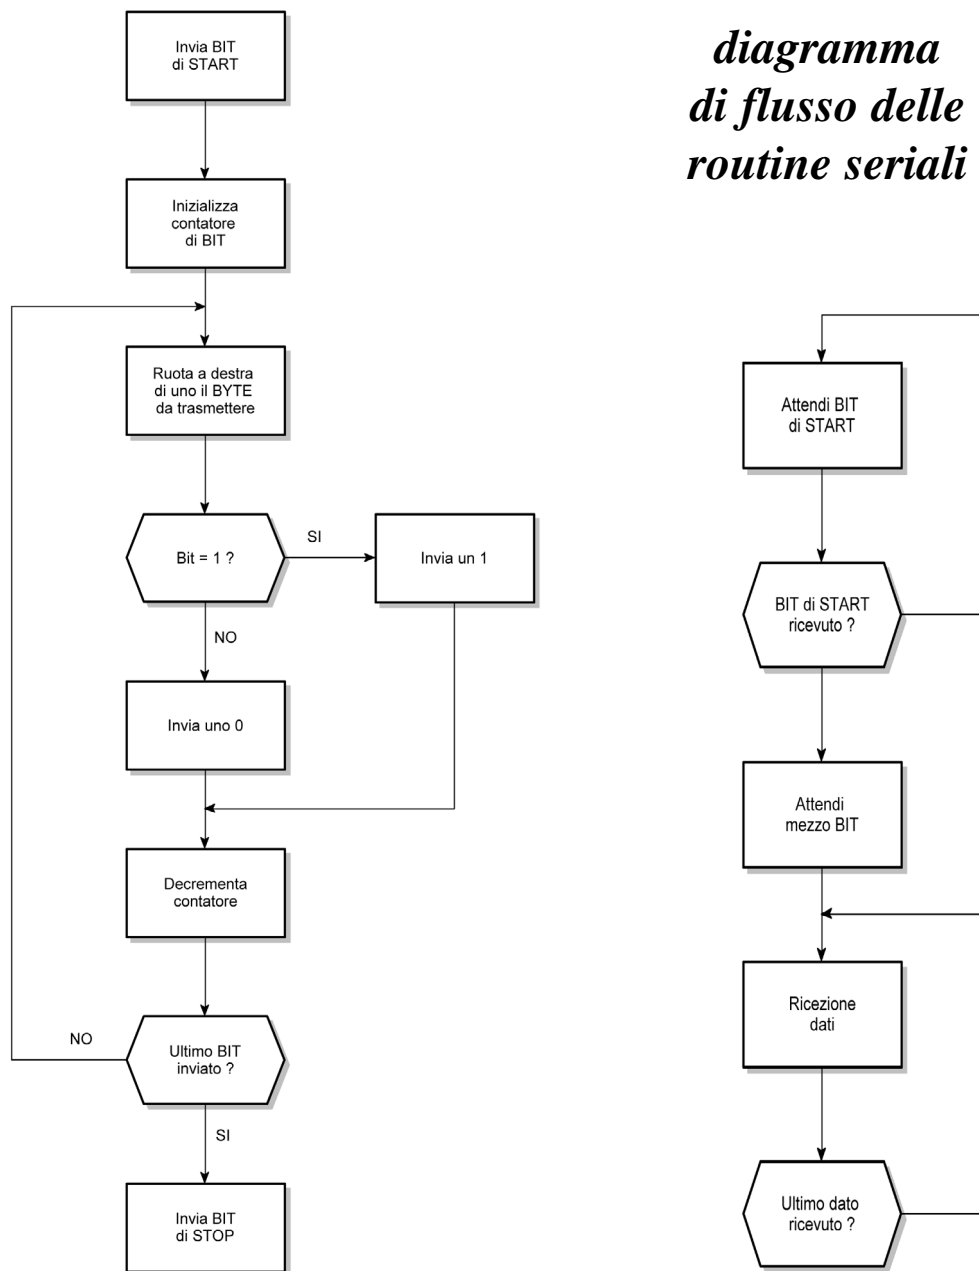 diagramma
di flusso delle
routine seriali
Invia BIT
di START
Inizializza
contatore
di BIT
Ruota a destra
di uno il BYTE
da trasmettere
Bit = 1 ?
SI
Invia un 1
NO
Invia uno 0
Decrementa
contatore
NO
Ultimo BIT
inviato ?
SI
Invia BIT
di STOP
Attendi BIT
di START
BIT di START
ricevuto ?
Attendi
mezzo BIT
Ricezione
dati
Ultimo dato
ricevuto ?